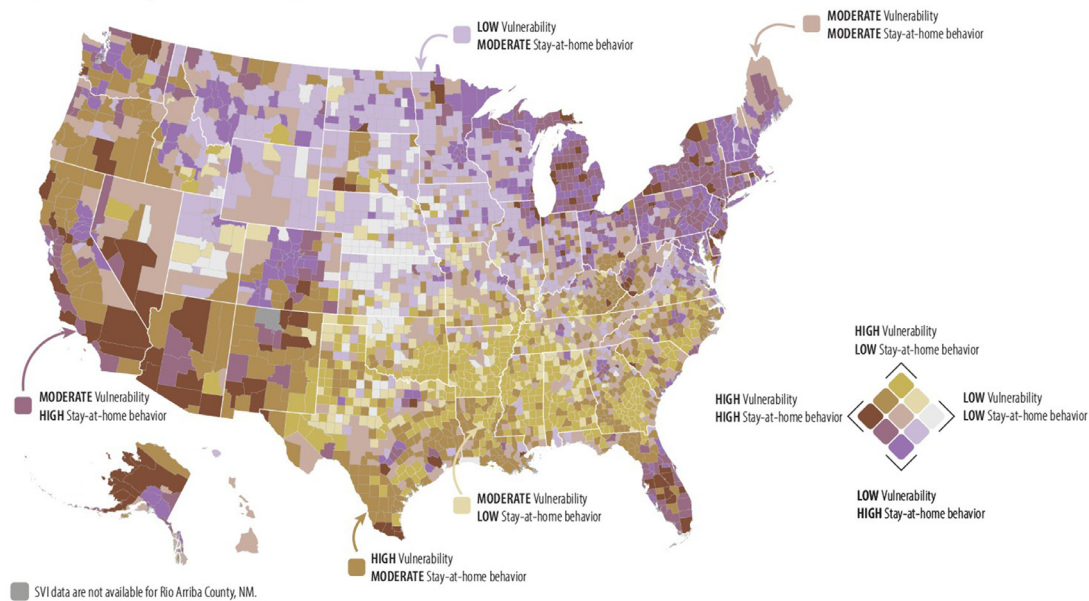 LOW Vulnerability
MODERATE Stay-at-home behavior
MODERATE Vulnerability
MODERATE Stay-at-home behavior
HIGH Vulnerability
LOW Stay-at-home behavior
MODERATE Vulnerability
HIGH Stay-at-home behavior
HIGH Vulnerability
HIGH Stay-at-home behavior
LOW Vulnerability
LOW Stay-at-home behavior
LOW Vulnerability
HIGH Stay-at-home behavior
MODERATE Vulnerability
LOW Stay-at-home behavior
HIGH Vulnerability
MODERATE Stay-at-home behavior
SVI data are not available for Rio Arriba County, NM.